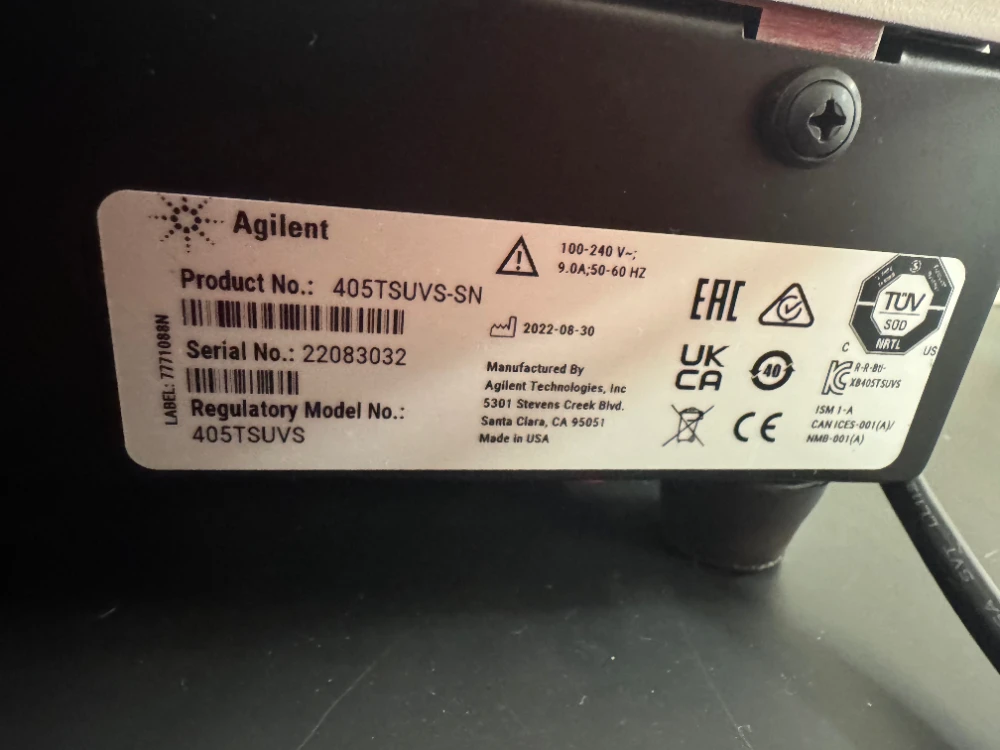 Agilent
Product No.: 405TSUVS-SN
Serial No.: 22083032
Regulatory Model No.:
405TSUVS
LABEL: 7771088N
100-240 V~;
9.0A;50-60 HZ
2022-08-30
Manufactured By
Agilent Technologies, Inc
5301 Stevens Creek Blvd.
Santa Clara, CA 95051
Made in USA
EAC
UK
CA
40
CE
TÜV
SÜD
NRTL
C US
R-R-BtI-
XB405TSUVS
ISM 1-A
CAN ICES-001(A)/
NMB-001(A)